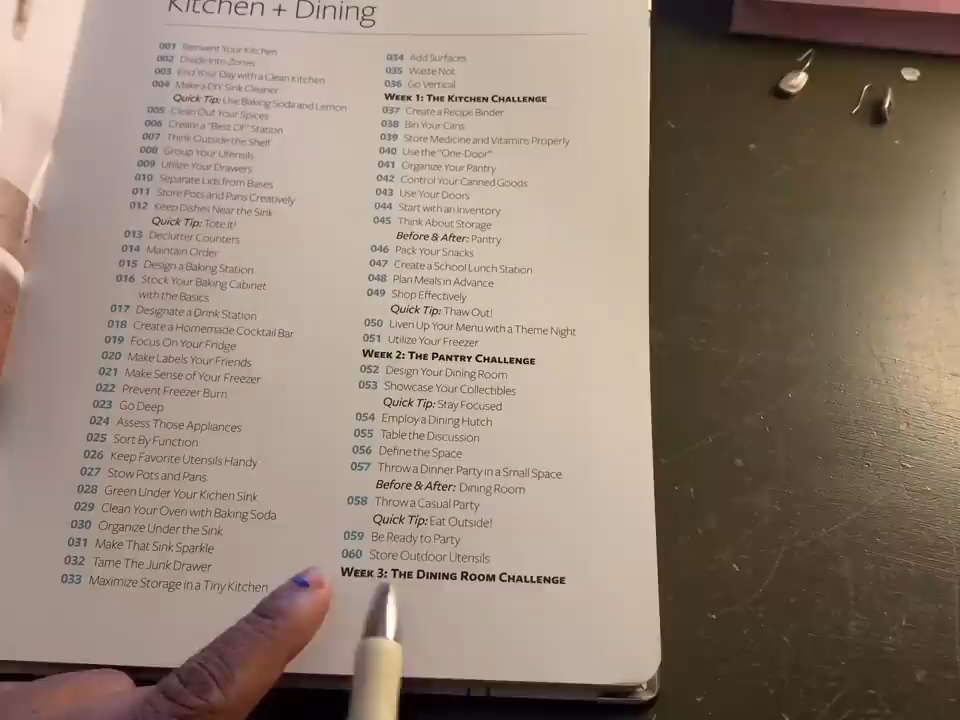 Kitchen + Dining
001 Reinvent Your Kitchen
002 Divide Into Zones
003 End Your Day with a Clean Kitchen
004 Make a DIY Sink Cleaner
Quick Tip: Use Baking Soda and Lemon
005 Clean Out Your Spices
006 Create a "Best Of" Station
007 Think Outside the Shelf
008 Group Your Utensils
009 Utilize Your Drawers
010 Separate Lids from Bases
011 Store Pots and Pans Creatively
012 Keep Dishes Near the Sink
Quick Tip: Tote It!
013 Declutter Counters
014 Maintain Order
015 Design a Baking Station
016 Stock Your Baking Cabinet
with the Basics
017 Designate a Drink Station
018 Create a Homemade Cocktail Bar
019 Focus On Your Fridge
020 Make Labels Your Friends
021 Make Sense of Your Freezer
022 Prevent Freezer Burn
023 Go Deep
024 Assess Those Appliances
025 Sort By Function
026 Keep Favorite Utensils Handy
027 Stow Pots and Pans
028 Green Under Your Kichen Sink
029 Clean Your Oven with Baking Soda
030 Organize Under the Sink
031 Make That Sink Sparkle
032 Tame The Junk Drawer
033 Maximize Storage in a Tiny Kitchen
034 Add Surfaces
035 Waste Not
036 Go Vertical
WEEK 1: THE KITCHEN CHALLENGE
037 Create a Recipe Binder
038 Bin Your Cans
039 Store Medicine and Vitamins Properly
040 Use the "One-Door"
041 Organize Your Pantry
042 Control Your Canned Goods
043 Use Your Doors
044 Start with an Inventory
045 Think About Storage
Before & After: Pantry
046 Pack Your Snacks
047 Create a School Lunch Station
048 Plan Meals in Advance
049 Shop Effectively
Quick Tip: Thaw Out!
050 Liven Up Your Menu with a Theme Night
051 Utilize Your Freezer
WEEK 2: THE PANTRY CHALLENGE
052 Design Your Dining Room
053 Showcase Your Collectibles
Quick Tip: Stay Focused
054 Employ a Dining Hutch
055 Table the Discussion
056 Define the Space
057 Throw a Dinner Party in a Small Space
Before & After: Dining Room
058 Throw a Casual Party
Quick Tip: Eat Outside!
059 Be Ready to Party
060 Store Outdoor Utensils
WEEK 3: THE DINING ROOM CHALLENGE